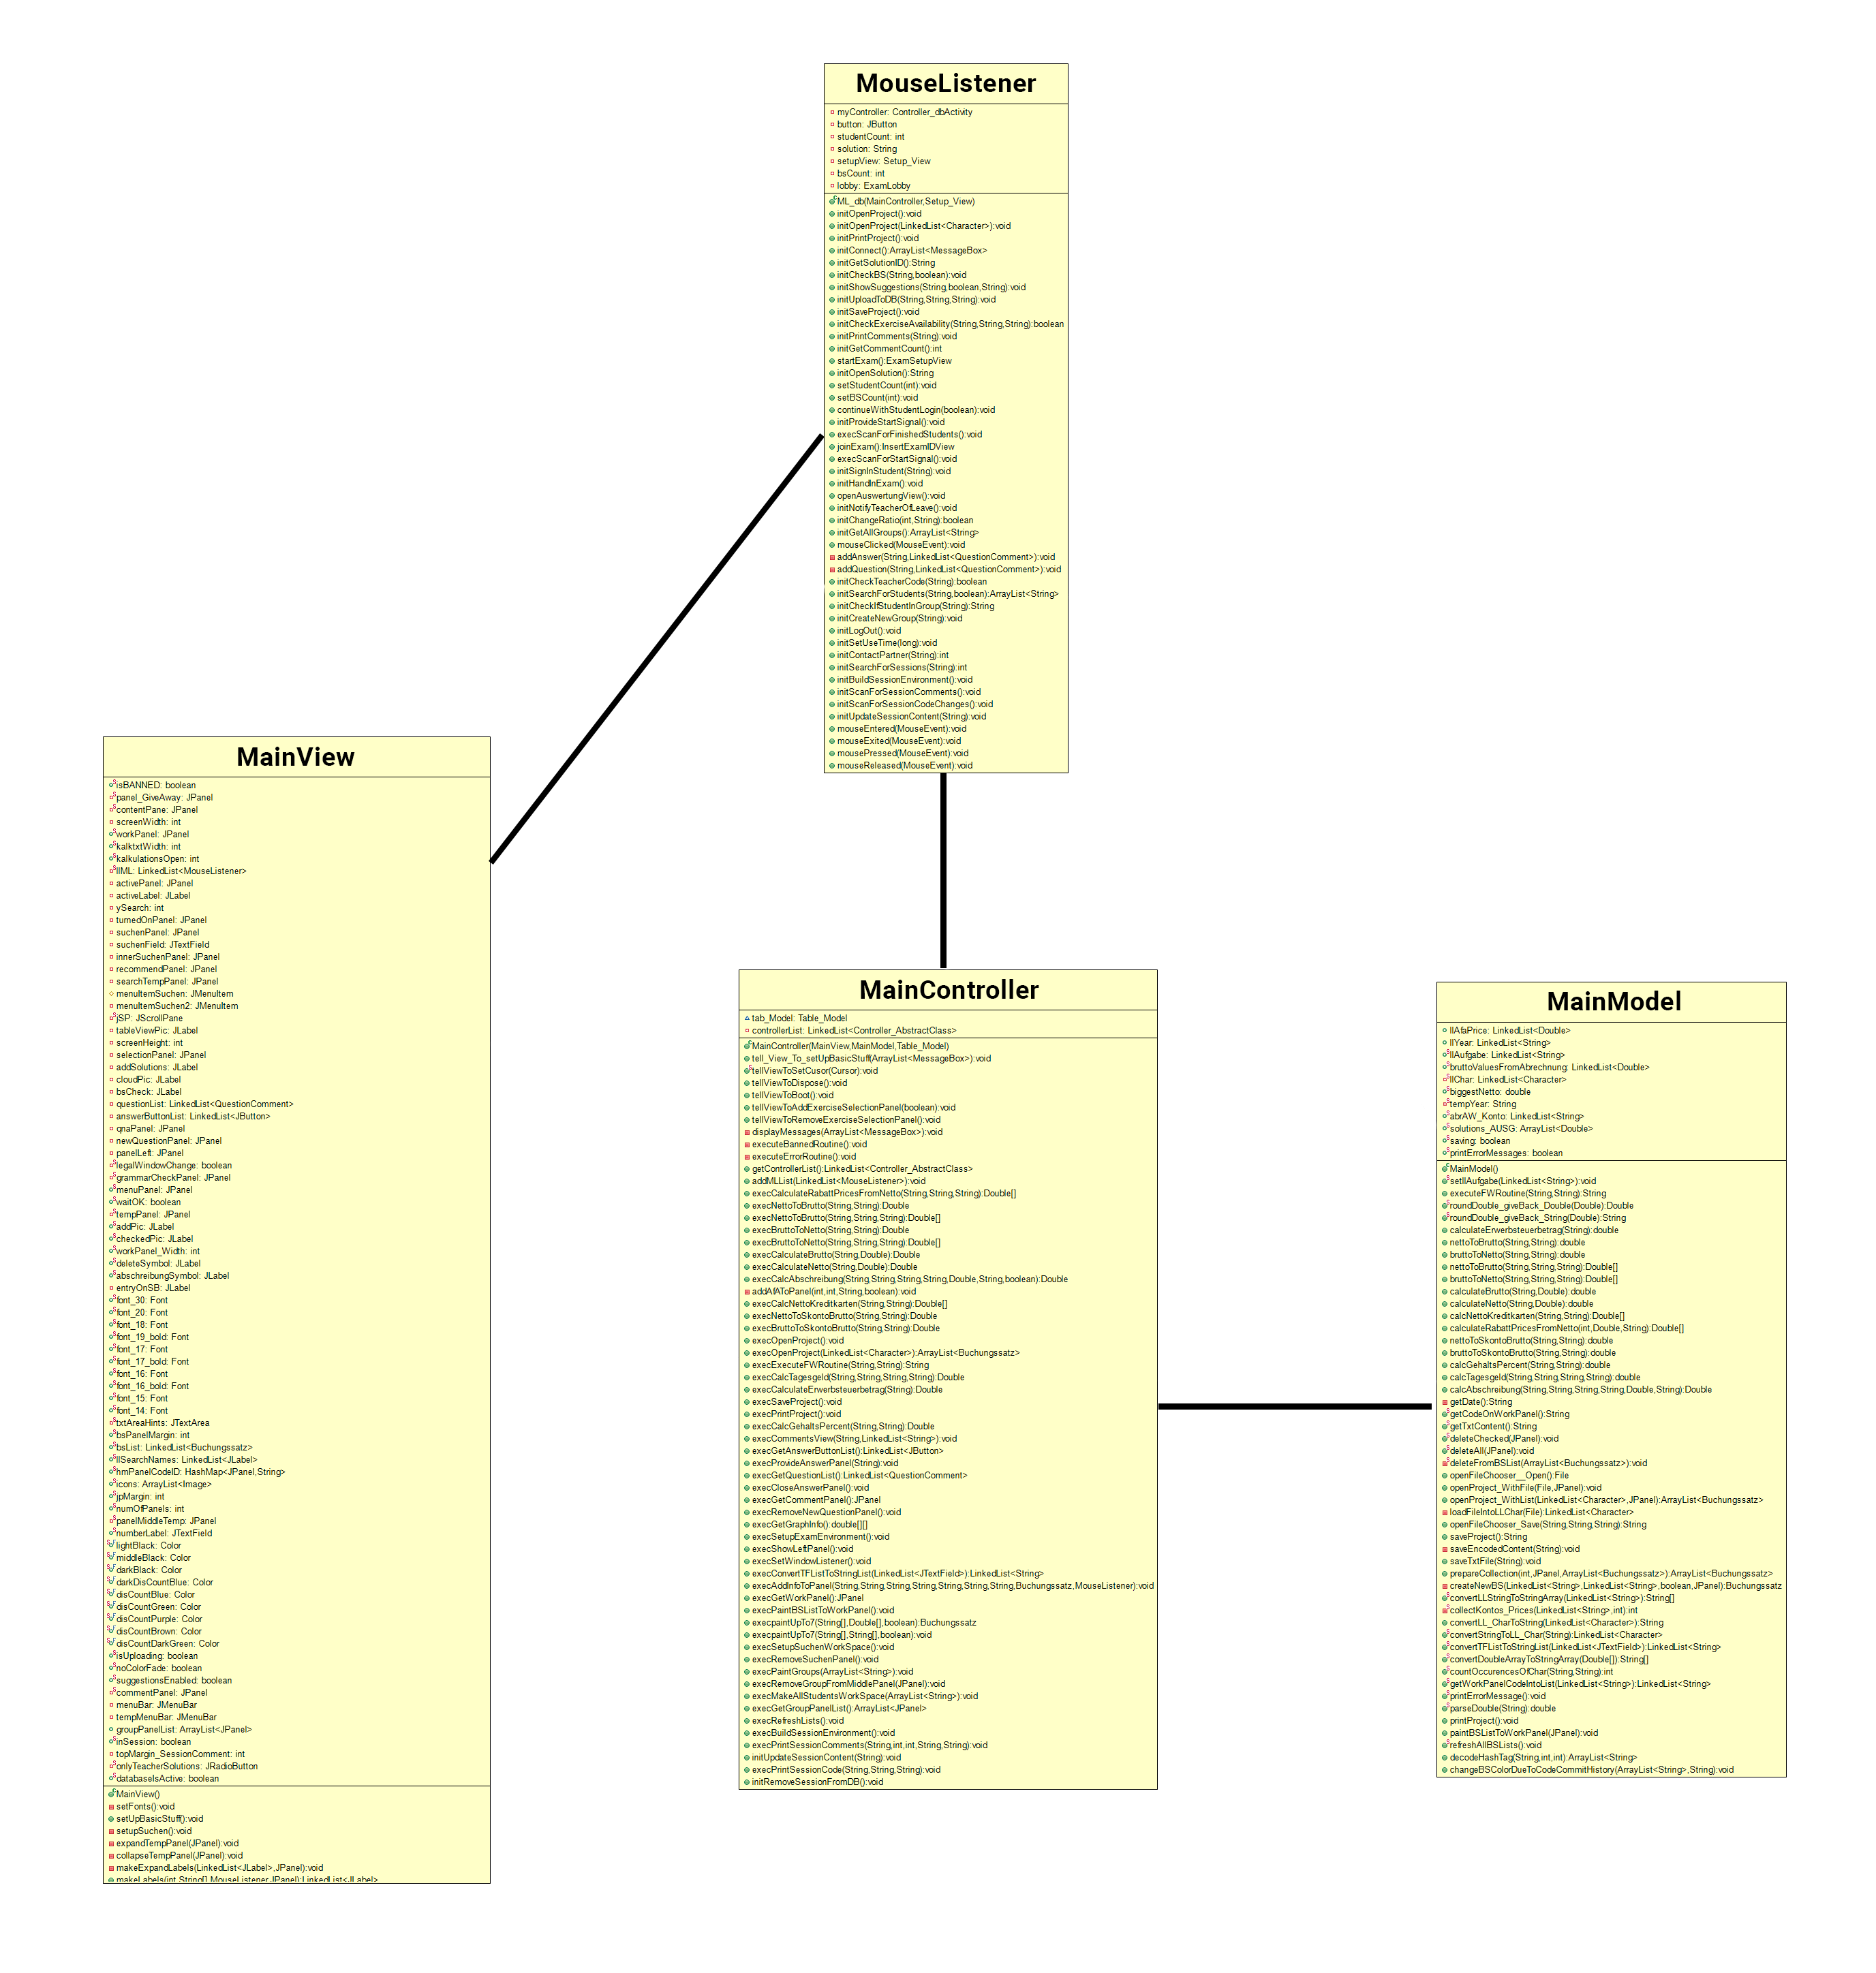 MouseListener
myController: Controller_dbActivity
button: JButton
studentCount: int
solution: String
setupView: Setup_View
bsCount: int
lobby: ExamLobby
ML_db(MainController,Setup_View)
initOpenProject():void
initOpenProject(LinkedList<Character>):void
initPrintProject():void
initConnect():ArrayList<MessageBox>
initGetSolutionID():String
initCheckBS(String,boolean):void
initShowSuggestions(String,boolean,String):void
initUploadToDB(String,String,String):void
initSaveProject():void
initCheckExerciseAvailability(String,String,String):boolean
initPrintComments(String):void
initGetCommentCount():int
startExam():ExamSetupView
initOpenSolution():String
setStudentCount(int):void
setBSCount(int):void
continueWithStudentLogin(boolean):void
initProvideStartSignal():void
execScanForFinishedStudents():void
joinExam():InsertExamIDView
execScanForStartSignal():void
initSignInStudent(String):void
initHandInExam():void
openAuswertungView():void
initNotifyTeacherOfLeave():void
initChangeRatio(int,String):boolean
initGetAllGroups():ArrayList<String>
mouseClicked(MouseEvent):void
addAnswer(String,LinkedList<QuestionComment>):void
addQuestion(String,LinkedList<QuestionComment>):void
initCheckTeacherCode(String):boolean
initSearchForStudents(String,boolean):ArrayList<String>
initCheckIfStudentInGroup(String):String
initCreateNewGroup(String):void
initLogOut():void
initSetUseTime(long):void
initContactPartner(String):int
initSearchForSessions(String):int
initBuildSessionEnvironment():void
initScanForSessionComments():void
initScanForSessionCodeChanges():void
initUpdateSessionContent(String):void
mouseEntered(MouseEvent):void
mouseExited(MouseEvent):void
mousePressed(MouseEvent):void
mouseReleased(MouseEvent):void
MainView
isBANNED: boolean
panel_GiveAway: JPanel
contentPane: JPanel
screenWidth: int
workPanel: JPanel
kalktxtWidth: int
kalkulationsOpen: int
llML: LinkedList<MouseListener>
activePanel: JPanel
activeLabel: JLabel
ySearch: int
turnedOnPanel: JPanel
suchenPanel: JPanel
suchenField: JTextField
innerSuchenPanel: JPanel
recommendPanel: JPanel
searchTempPanel: JPanel
menuItemSuchen: JMenuItem
menuItemSuchen2: JMenuItem
jSP: JScrollPane
tableViewPic: JLabel
screenHeight: int
selectionPanel: JPanel
addSolutions: JLabel
cloudPic: JLabel
bsCheck: JLabel
questionList: LinkedList<QuestionComment>
answerButtonList: LinkedList<JButton>
qnaPanel: JPanel
newQuestionPanel: JPanel
panelLeft: JPanel
legalWindowChange: boolean
grammarCheckPanel: JPanel
menuPanel: JPanel
waitOK: boolean
tempPanel: JPanel
addPic: JLabel
checkedPic: JLabel
workPanel_Width: int
deleteSymbol: JLabel
abschreibungSymbol: JLabel
entryOnSB: JLabel
font_30: Font
font_20: Font
font_18: Font
font_19_bold: Font
font_17: Font
font_17_bold: Font
font_16: Font
font_16_bold: Font
font_15: Font
font_14: Font
txtAreaHints: JTextArea
bsPanelMargin: int
bsList: LinkedList<Buchungssatz>
llSearchNames: LinkedList<JLabel>
hmPanelCodeID: HashMap<JPanel,String>
icons: ArrayList<Image>
jpMargin: int
numOfPanels: int
panelMiddleTemp: JPanel
numberLabel: JTextField
lightBlack: Color
middleBlack: Color
darkBlack: Color
darkDisCountBlue: Color
disCountBlue: Color
disCountGreen: Color
disCountPurple: Color
disCountBrown: Color
disCountDarkGreen: Color
isUploading: boolean
noColorFade: boolean
suggestionsEnabled: boolean
commentPanel: JPanel
menuBar: JMenuBar
tempMenuBar: JMenuBar
groupPanelList: ArrayList<JPanel>
inSession: boolean
topMargin_SessionComment: int
onlyTeacherSolutions: JRadioButton
databaseIsActive: boolean
MainView()
setFonts():void
setUpBasicStuff():void
setupSuchen():void
expandTempPanel(JPanel):void
collapseTempPanel(JPanel):void
makeExpandLabels(LinkedList<JLabel>,JPanel):void
makeLabels(int,String[],MouseListener,JPanel):LinkedList<JLabel>
MainController
tab_Model: Table_Model
controllerList: LinkedList<Controller_AbstractClass>
MainController(MainView,MainModel,Table_Model)
tell_View_To_setUpBasicStuff(ArrayList<MessageBox>):void
tellViewToSetCusor(Cursor):void
tellViewToDispose():void
tellViewToBoot():void
tellViewToAddExerciseSelectionPanel(boolean):void
tellViewToRemoveExerciseSelectionPanel():void
displayMessages(ArrayList<MessageBox>):void
executeBannedRoutine():void
executeErrorRoutine():void
getControllerList():LinkedList<Controller_AbstractClass>
addMLList(LinkedList<MouseListener>):void
execCalculateRabattPricesFromNetto(String,String,String):Double[]
execNettoToBrutto(String,String):Double
execNettoToBrutto(String,String,String):Double[]
execBruttoToNetto(String,String):Double
execBruttoToNetto(String,String,String):Double[]
execCalculateBrutto(String,Double):Double
execCalculateNetto(String,Double):Double
execCalcAbschreibung(String,String,String,String,Double,String,boolean):Double
addAfAToPanel(int,int,String,boolean):void
execCalcNettoKreditkarten(String,String):Double[]
execNettoToSkontoBrutto(String,String):Double
execBruttoToSkontoBrutto(String,String):Double
execOpenProject():void
execOpenProject(LinkedList<Character>):ArrayList<Buchungssatz>
execExecuteFWRoutine(String,String):String
execCalcTagesgeld(String,String,String,String):Double
execCalculateErwerbsteuerbetrag(String):Double
execSaveProject():void
execPrintProject():void
execCalcGehaltsPercent(String,String):Double
execCommentsView(String,LinkedList<String>):void
execGetAnswerButtonList():LinkedList<JButton>
execProvideAnswerPanel(String):void
execGetQuestionList():LinkedList<QuestionComment>
execCloseAnswerPanel():void
execGetCommentPanel():JPanel
execRemoveNewQuestionPanel():void
execGetGraphInfo():double[][]
execSetupExamEnvironment():void
execShowLeftPanel():void
execSetWindowListener():void
execConvertTFListToStringList(LinkedList<JTextField>):LinkedList<String>
execAddInfoToPanel(String,String,String,String,String,String,String,Buchungssatz,MouseListener):void
execGetWorkPanel():JPanel
execPaintBSListToWorkPanel():void
execpaintUpTo7(String[],Double[],boolean):Buchungssatz
execpaintUpTo7(String[],String[],boolean):void
execSetupSuchenWorkSpace():void
execRemoveSuchenPanel():void
execPaintGroups(ArrayList<String>):void
execRemoveGroupFromMiddlePanel(JPanel):void
execMakeAllStudentsWorkSpace(ArrayList<String>):void
execGetGroupPanelList():ArrayList<JPanel>
execRefreshLists():void
execBuildSessionEnvironment():void
execPrintSessionComments(String,int,int,String,String):void
initUpdateSessionContent(String):void
execPrintSessionCode(String,String,String):void
initRemoveSessionFromDB():void
MainModel
llAfaPrice: LinkedList<Double>
llYear: LinkedList<String>
llAufgabe: LinkedList<String>
bruttoValuesFromAbrechnung: LinkedList<Double>
llChar: LinkedList<Character>
biggestNetto: double
tempYear: String
abrAW_Konto: LinkedList<String>
solutions_AUSG: ArrayList<Double>
saving: boolean
printErrorMessages: boolean
MainModel()
setllAufgabe(LinkedList<String>):void
executeFWRoutine(String,String):String
roundDouble_giveBack_Double(Double):Double
roundDouble_giveBack_String(Double):String
calculateErwerbsteuerbetrag(String):double
nettoToBrutto(String,String):double
bruttoToNetto(String,String):double
nettoToBrutto(String,String,String):Double[]
bruttoToNetto(String,String,String):Double[]
calculateBrutto(String,Double):double
calculateNetto(String,Double):double
calcNettoKreditkarten(String,String):Double[]
calculateRabattPricesFromNetto(int,Double,String):Double[]
nettoToSkontoBrutto(String,String):double
bruttoToSkontoBrutto(String,String):double
calcGehaltsPercent(String,String):double
calcTagesgeld(String,String,String,String):double
calcAbschreibung(String,String,String,String,Double,String):Double
getDate():String
getCodeOnWorkPanel():String
getTxtContent():String
deleteChecked(JPanel):void
deleteAll(JPanel):void
deleteFromBSList(ArrayList<Buchungssatz>):void
openFileChooser__Open():File
openProject_WithFile(File,JPanel):void
openProject_WithList(LinkedList<Character>,JPanel):ArrayList<Buchungssatz>
loadFileIntoLLChar(File):LinkedList<Character>
openFileChooser_Save(String,String,String):String
saveProject():String
saveEncodedContent(String):void
saveTxtFile(String):void
prepareCollection(int,JPanel,ArrayList<Buchungssatz>):ArrayList<Buchungssatz>
createNewBS(LinkedList<String>,LinkedList<String>,boolean,JPanel):Buchungssatz
convertLLStringToStringArray(LinkedList<String>):String[]
collectKontos_Prices(LinkedList<String>,int):int
convertLL_CharToString(LinkedList<Character>):String
convertStringToLL_Char(String):LinkedList<Character>
convertTFListToStringList(LinkedList<JTextField>):LinkedList<String>
convertDoubleArrayToStringArray(Double[]):String[]
countOccurencesOfChar(String,String):int
getWorkPanelCodeIntoList(LinkedList<String>):LinkedList<String>
printErrorMessage():void
parseDouble(String):double
printProject():void
paintBSListToWorkPanel(JPanel):void
refreshAllBSLists():void
decodeHashTag(String,int,int):ArrayList<String>
changeBSColorDueToCodeCommitHistory(ArrayList<String>,String):void